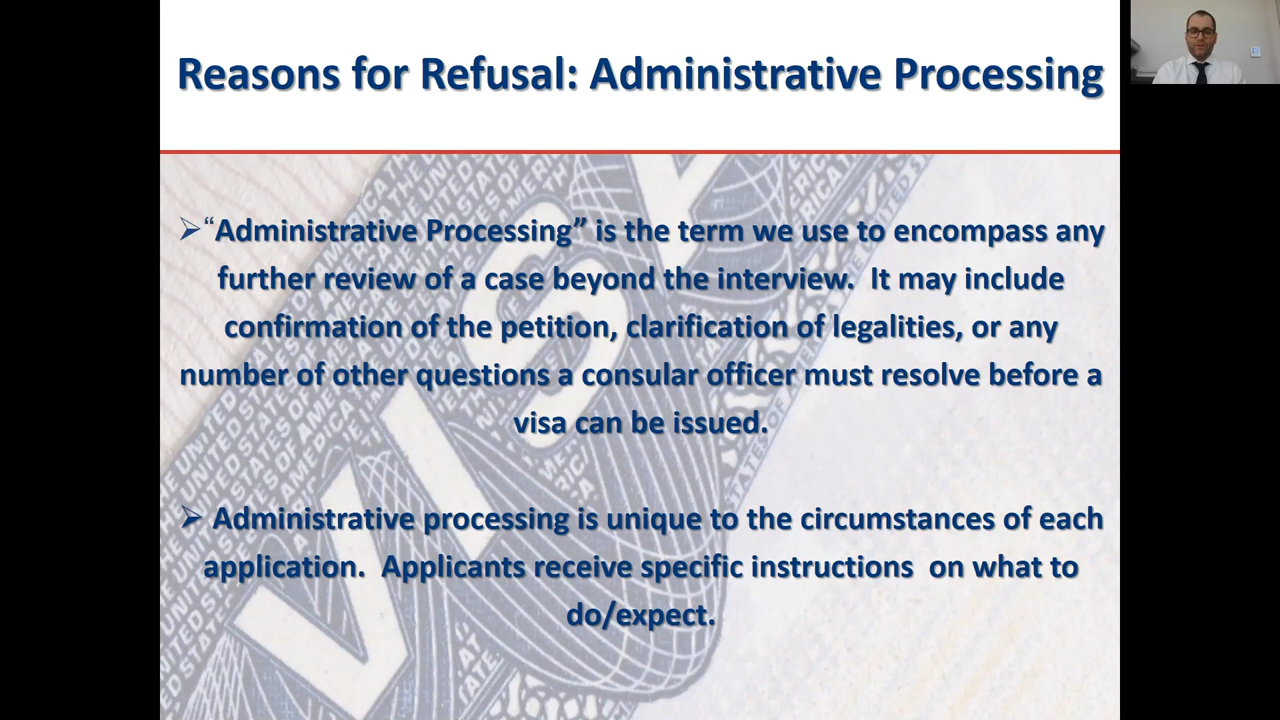 Reasons for Refusal: Administrative Processing
➢“Administrative Processing” is the term we use to encompass any
further review of a case beyond the interview.  It may include
confirmation of the petition, clarification of legalities, or any
number of other questions a consular officer must resolve before a
visa can be issued.
➢ Administrative processing is unique to the circumstances of each
application.  Applicants receive specific instructions  on what to
do/expect.
VISA